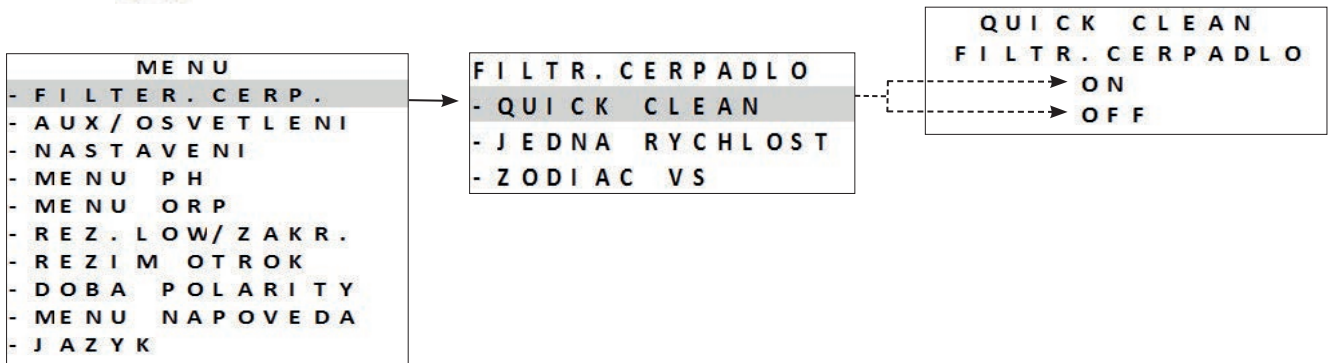 MENU
- FILTER. CERP.
- AUX/OSVETLENI
- NASTAVENI
- MENU PH
- MENU ORP
- REZ. LOW/ZAKR.
- REZIM OTROK
- DOBA POLARITY
- MENU NAPOVEDA
- JAZYK
FILTR. CERPADLO
- QUICK CLEAN
- JEDNA RYCHLOST
- ZODIAC VS
QUICK CLEAN
FILTR. CERPADLO
ON
OFF